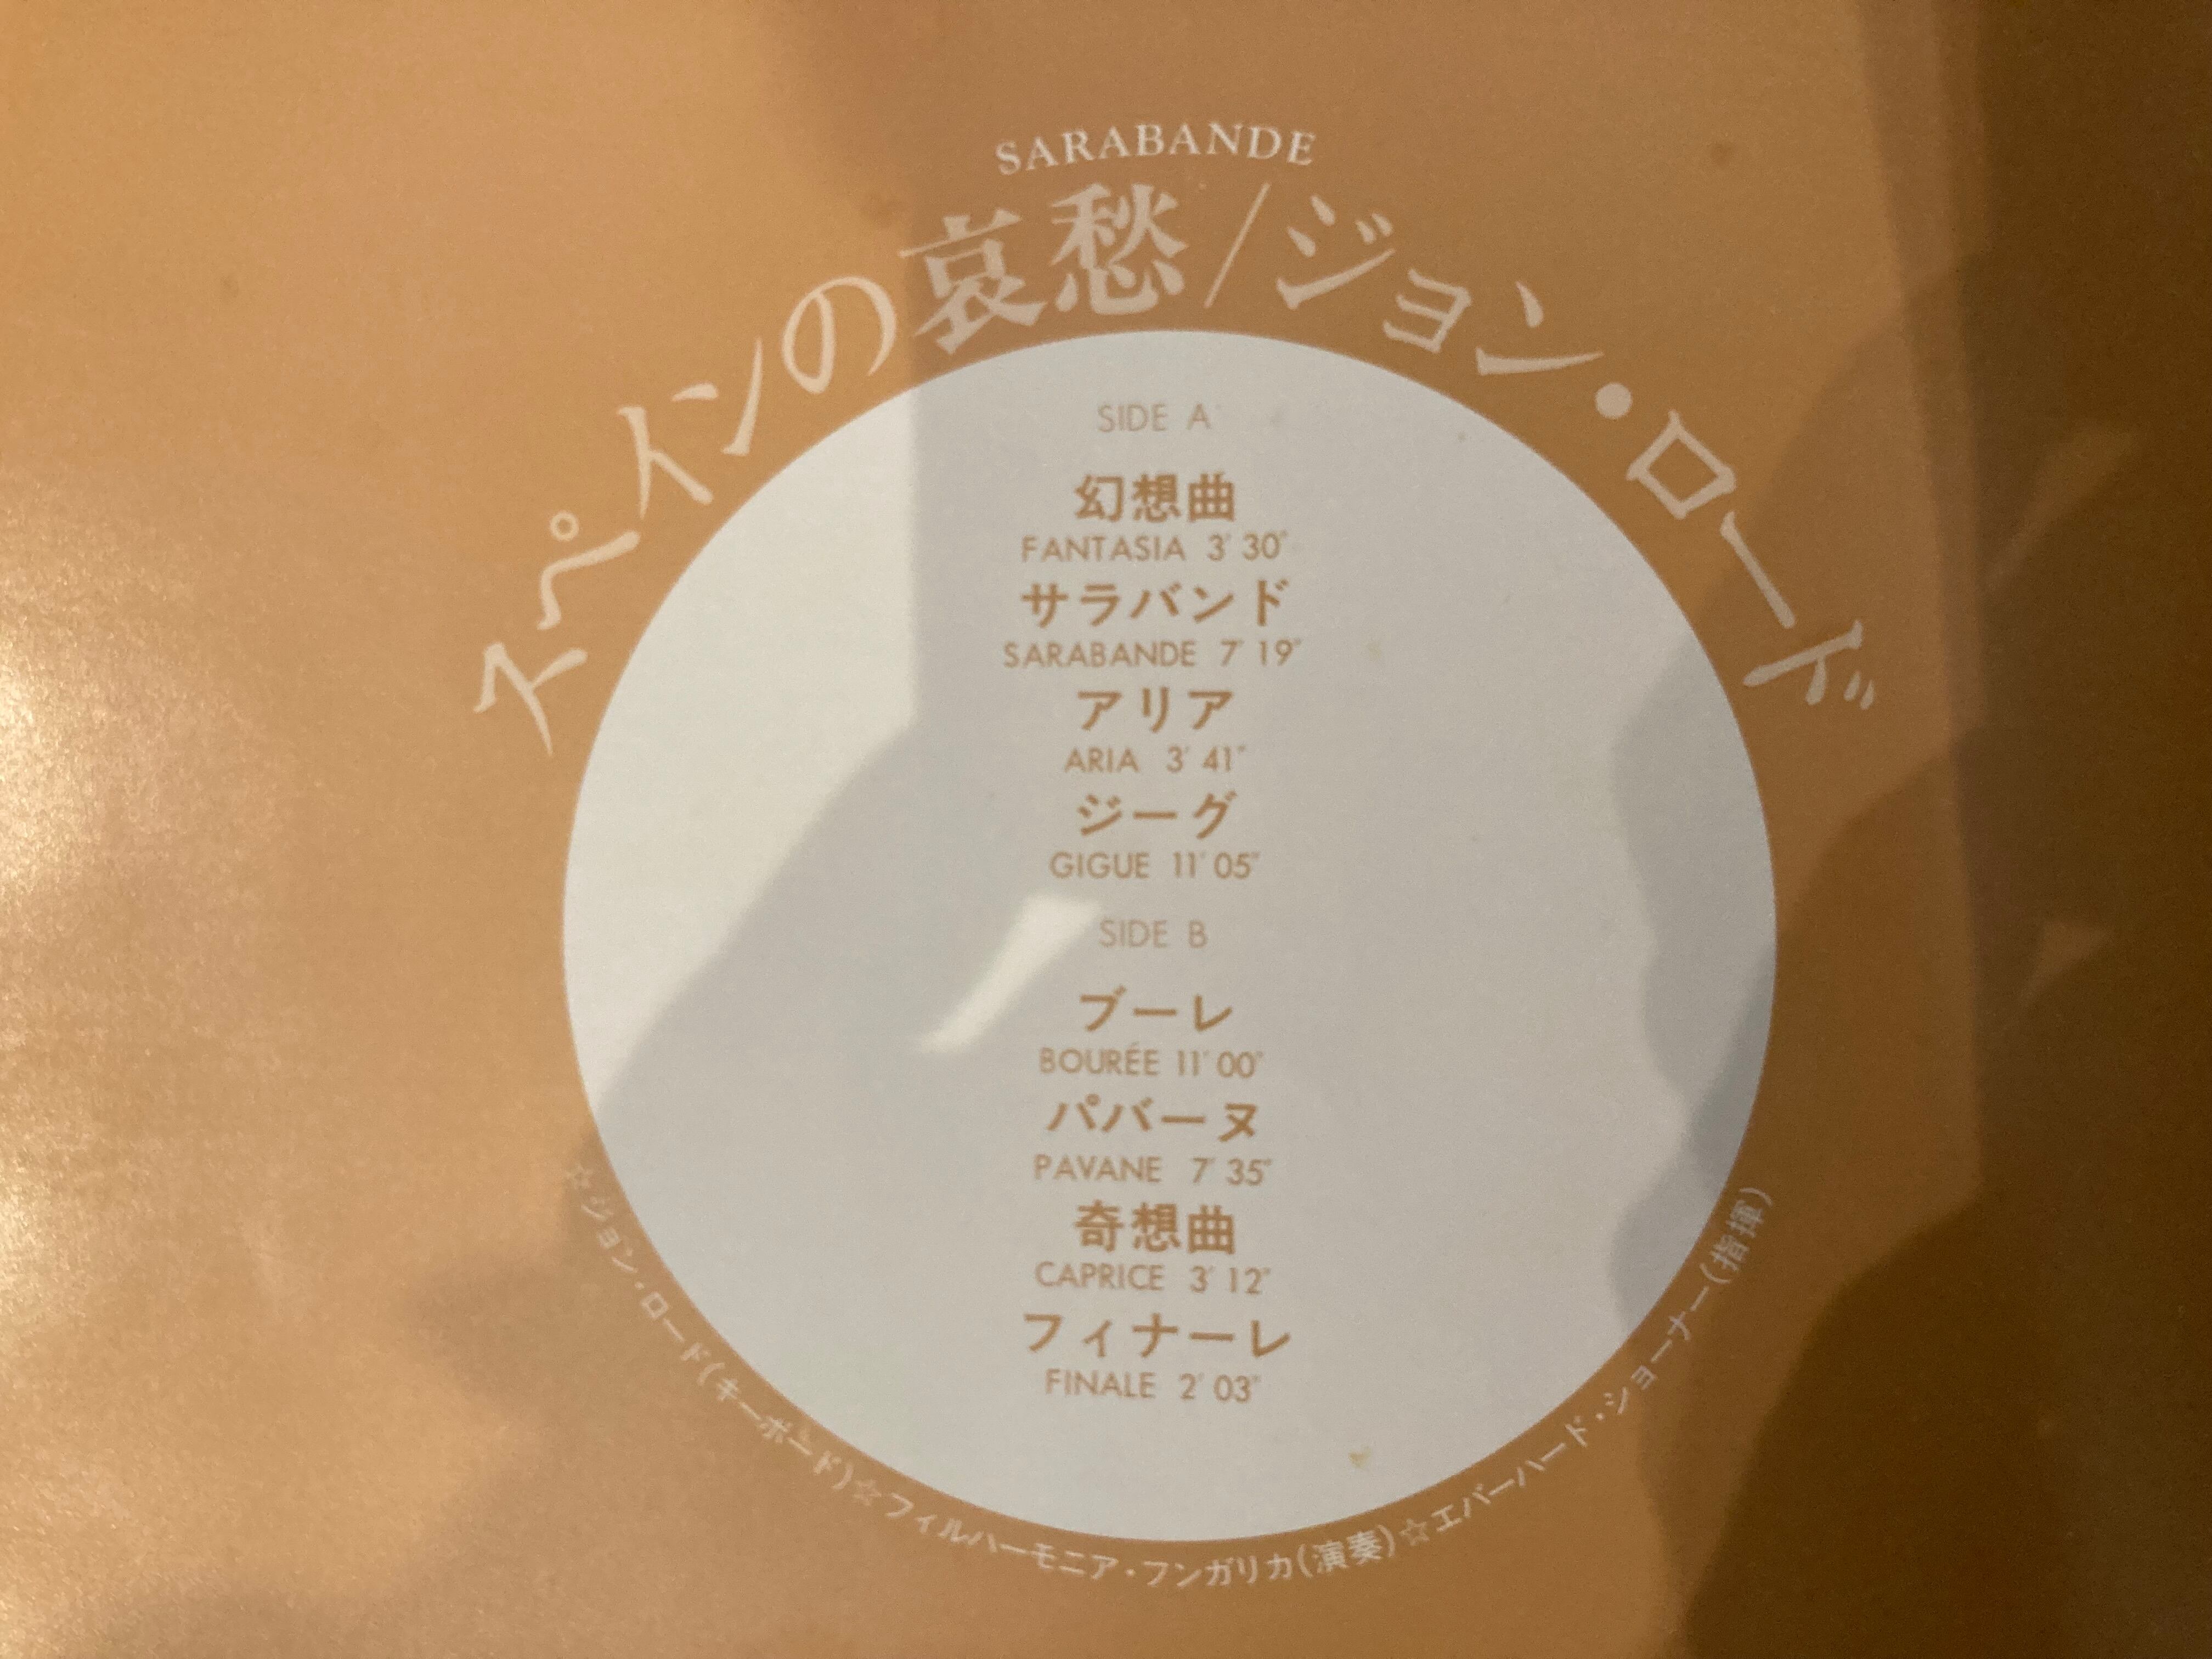 SARABANDE
スペインの哀愁/ジョン・ロード
SIDE A
幻想曲
FANTASIA 3′30″
サラバンド
SARABANDE 7′19″
アリア
ARIA 3′41″
ジーグ
GIGUE 11′05″
SIDE B
ブーレ
BOURÉE 11′00″
パバーヌ
PAVANE 7′35″
奇想曲
CAPRICE 3′12″
フィナーレ
FINALE 2′03″
☆ジョン・ロード(キーボード)☆フィルハーモニア・フンガリカ(演奏)☆エバーハード・ショーナー(指揮)